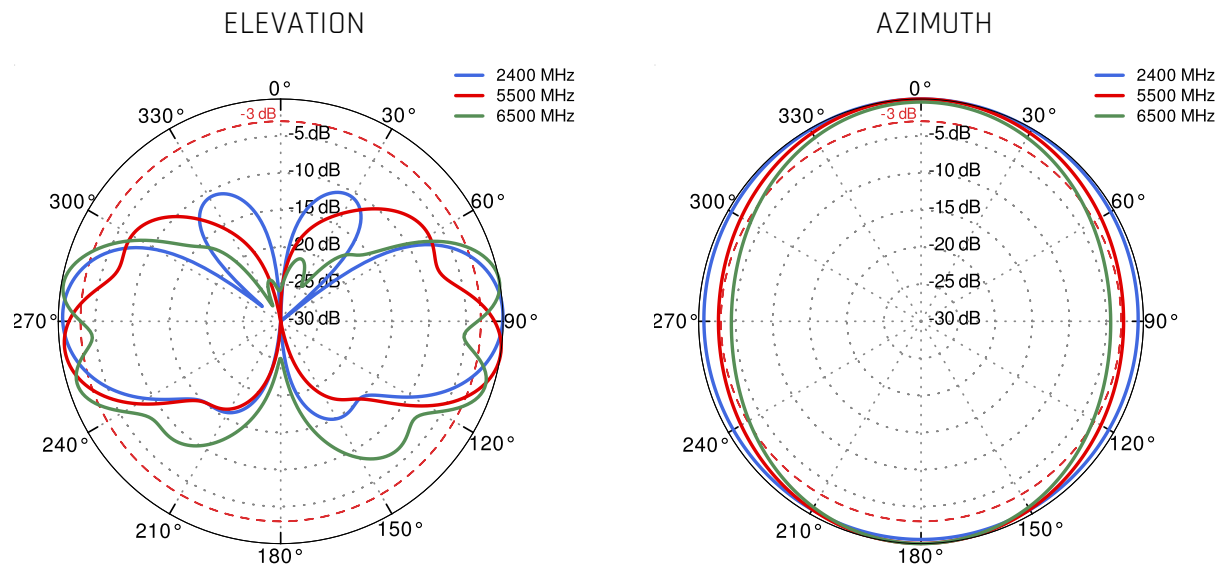 ELEVATION
2400 MHz
5500 MHz
6500 MHz
0°
30°
60°
90°
120°
150°
180°
210°
240°
270°
300°
330°
-3 dB
-5 dB
-10 dB
-15 dB
-20 dB
-25 dB
-30 dB
AZIMUTH
2400 MHz
5500 MHz
6500 MHz
0°
30°
60°
90°
120°
150°
180°
210°
240°
270°
300°
330°
-3 dB
-5 dB
-10 dB
-15 dB
-20 dB
-25 dB
-30 dB